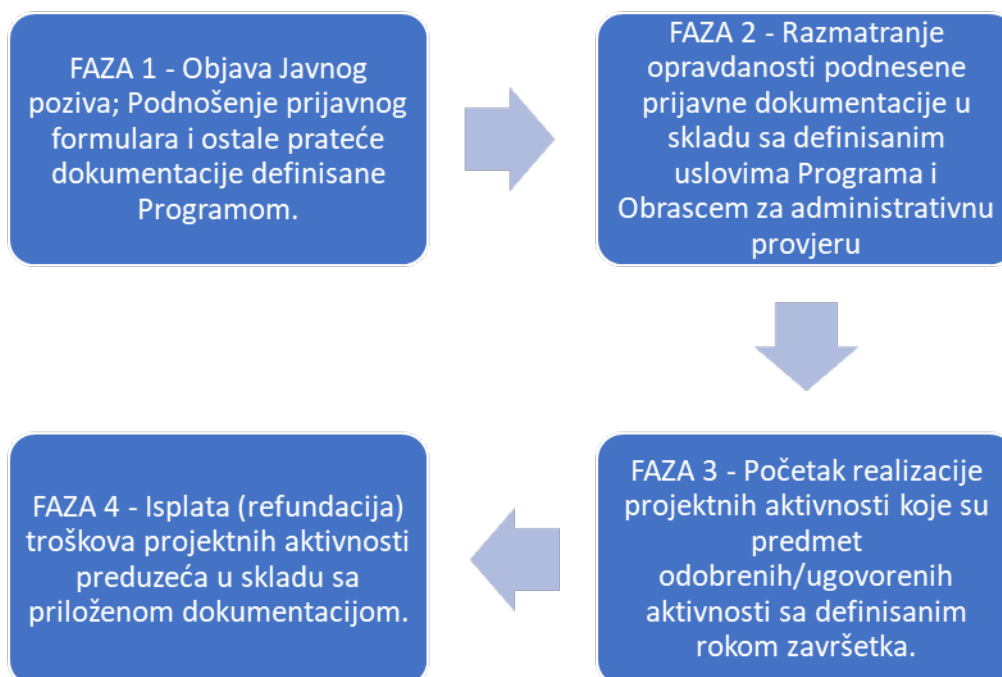 FAZA 1 - Objava Javnog
poziva; Podnošenje prijavnog
formulara i ostale prateće
dokumentacije definisane
Programom.
FAZA 2 - Razmatranje
opravdanosti podnesene
prijavne dokumentacije u
skladu sa definisanim
uslovima Programa i
Obrascem za administrativnu
provjeru
FAZA 3 - Početak realizacije
projektnih aktivnosti koje su
predmet
odobrenih/ugovorenih
aktivnosti sa definisanim
rokom završetka.
FAZA 4 - Isplata (refundacija)
troškova projektnih aktivnosti
preduzeća u skladu sa
priloženom dokumentacijom.